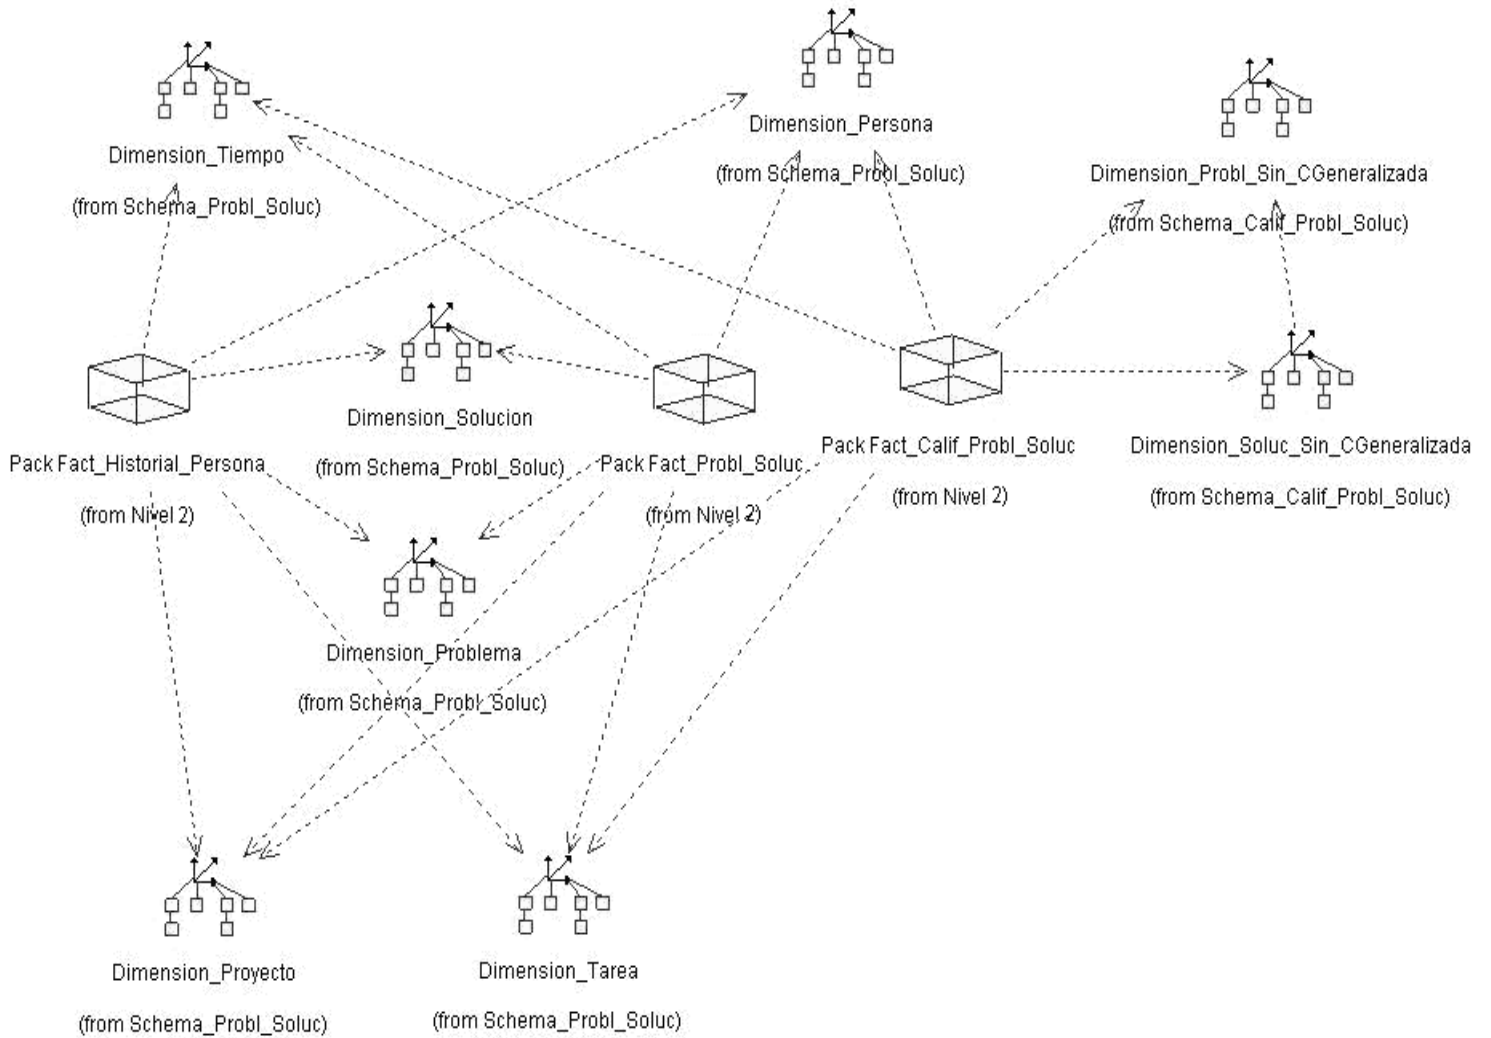 Dimension_Persona
(from Schema_Probl_Soluc)
Dimension_Tiempo
(from Schema_Probl_Soluc)
Dimension_Probl_Sin_CGeneralizada
(from Schema_Calif_Probl_Soluc)
Dimension_Solucion
(from Schema_Probl_Soluc)
Pack Fact_Historial_Persona
(from Nivel 2)
Pack Fact_Probl_Soluc
(from Nivel 2)
Pack Fact_Calif_Probl_Soluc
(from Nivel 2)
Dimension_Soluc_Sin_CGeneralizada
(from Schema_Calif_Probl_Soluc)
Dimension_Problema
(from Schema_Probl_Soluc)
Dimension_Proyecto
(from Schema_Probl_Soluc)
Dimension_Tarea
(from Schema_Probl_Soluc)